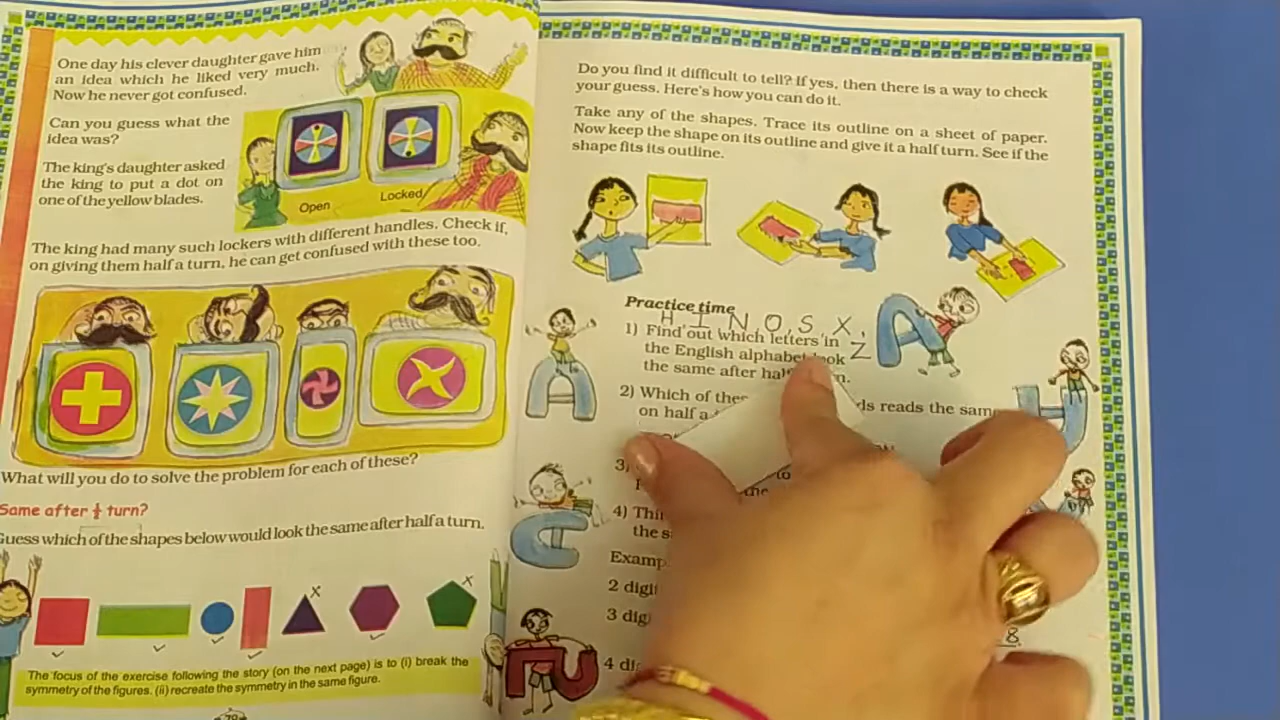 One day his clever daughter gave him
an idea which he liked very much.
Now he never got confused.
Can you guess what the
idea was?
The king's daughter asked
the king to put a dot on
one of the yellow blades.
Open
Locked
The king had many such lockers with different handles. Check if,
on giving them half a turn, he can get confused with these too.
What will you do to solve the problem for each of these?
Same after ½ turn?
Guess which of the shapes below would look the same after half a turn.
The focus of the exercise following the story (on the next page) is to (i) break the
symmetry of the figures. (ii) recreate the symmetry in the same figure.
Do you find it difficult to tell? If yes, then there is a way to check
your guess. Here's how you can do it.
Take any of the shapes. Trace its outline on a sheet of paper.
Now keep the shape on its outline and give it a half turn. See if the
shape fits its outline.
Practice time
H I N, O, S, X,
Z
1) Find out which letters in
the English alphabet look
the same after
2) Which of reads the
on half a
to
the
4)
the
2
3
8
4